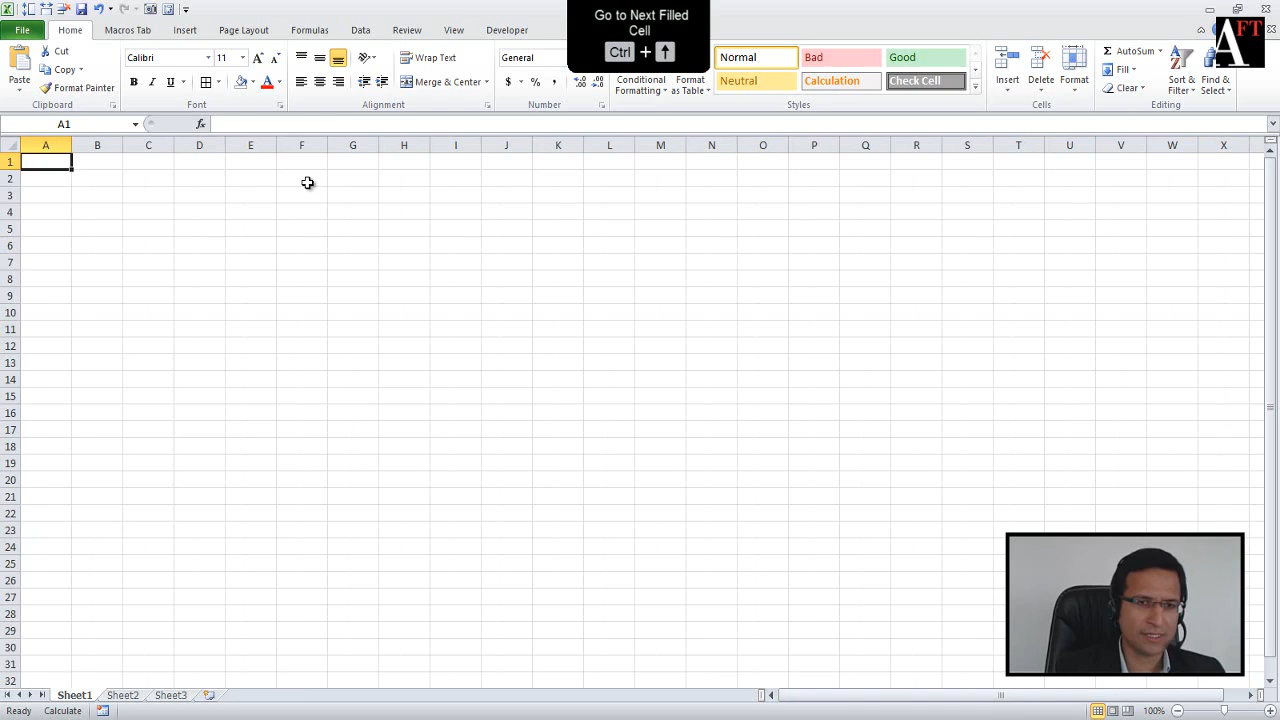 Go to Next Filled
Cell
Ctrl + ↑
AFT
File Home Macros Tab Insert Page Layout Formulas Data Review View Developer
Paste Cut Copy Format Painter
Calibri 11
B I U
A A
Wrap Text
Merge & Center
General
$ % ,
Conditional Formatting Format as Table
Normal Bad Good
Neutral Calculation Check Cell
Insert Delete Format
Σ AutoSum Fill Clear
Sort & Filter Find & Select
Clipboard Font Alignment Number Styles Cells Editing
A1 fx
A B C D E F G H I J K L M N O P Q R S T U V W X
1
2
3
4
5
6
7
8
9
10
11
12
13
14
15
16
17
18
19
20
21
22
23
24
25
26
27
28
29
30
31
32
Sheet1 Sheet2 Sheet3
Ready Calculate 100%